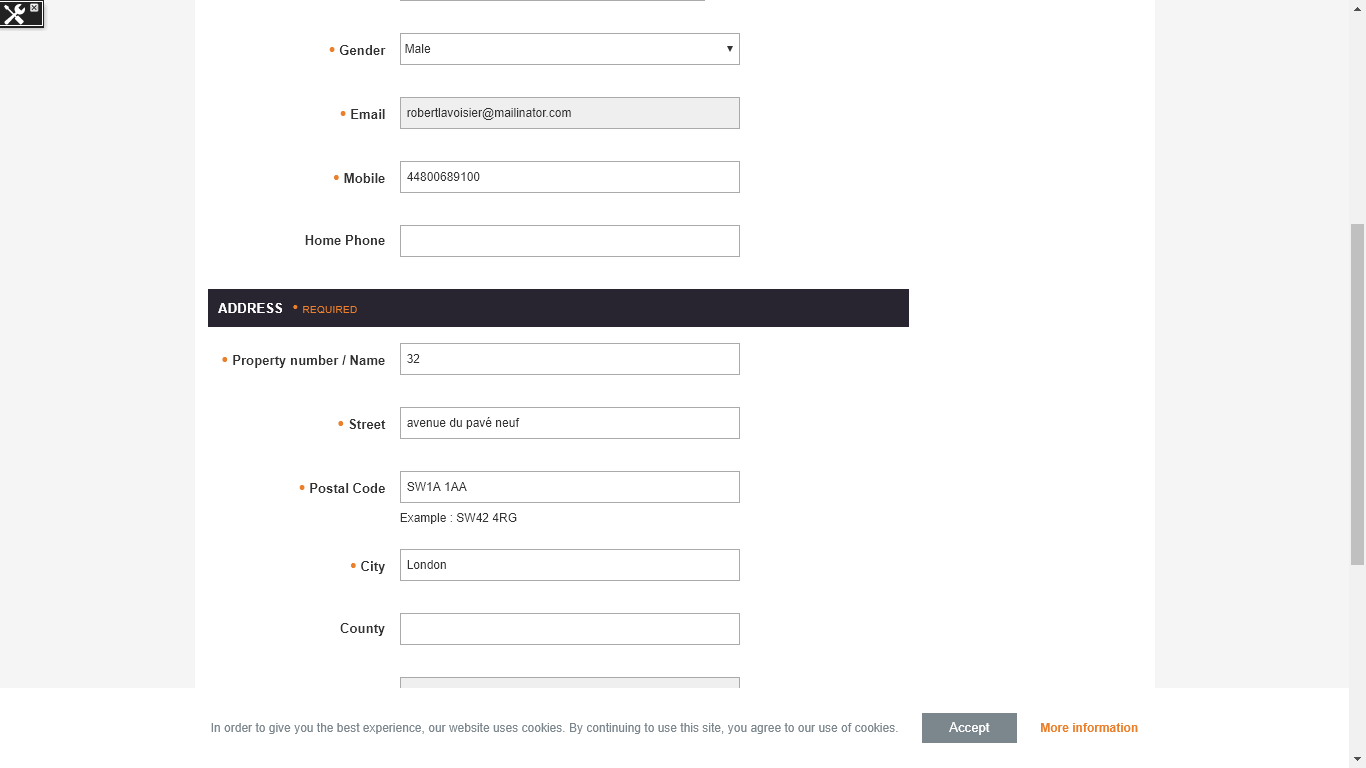 • Gender Male
• Email robertlavoisier@mailinator.com
• Mobile 44800689100
Home Phone
ADDRESS • REQUIRED
• Property number / Name 32
• Street avenue du pavé neuf
• Postal Code SW1A 1AA
Example : SW42 4RG
• City London
County
In order to give you the best experience, our website uses cookies. By continuing to use this site, you agree to our use of cookies. Accept More information